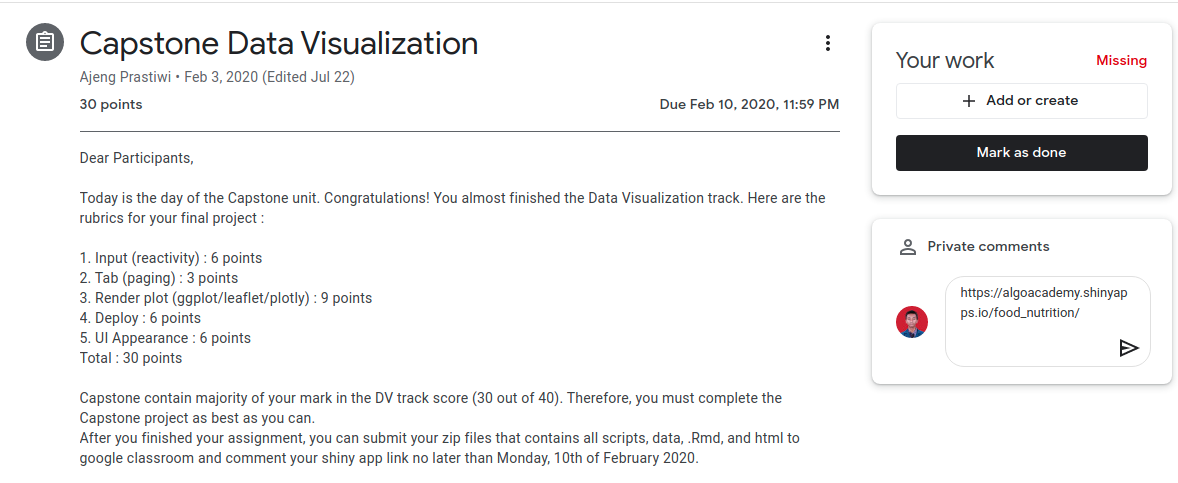 Capstone Data Visualization
Ajeng Prastiwi • Feb 3, 2020 (Edited Jul 22)
30 points
Due Feb 10, 2020, 11:59 PM
Dear Participants,
Today is the day of the Capstone unit. Congratulations! You almost finished the Data Visualization track. Here are the
rubrics for your final project :
1. Input (reactivity) : 6 points
2. Tab (paging) : 3 points
3. Render plot (ggplot/leaflet/plotly) : 9 points
4. Deploy : 6 points
5. UI Appearance : 6 points
Total : 30 points
Capstone contain majority of your mark in the DV track score (30 out of 40). Therefore, you must complete the
Capstone project as best as you can.
After you finished your assignment, you can submit your zip files that contains all scripts, data, .Rmd, and html to
google classroom and comment your shiny app link no later than Monday, 10th of February 2020.
Your work
Missing
+ Add or create
Mark as done
Private comments
https://algoacademy.shinyap
ps.io/food_nutrition/